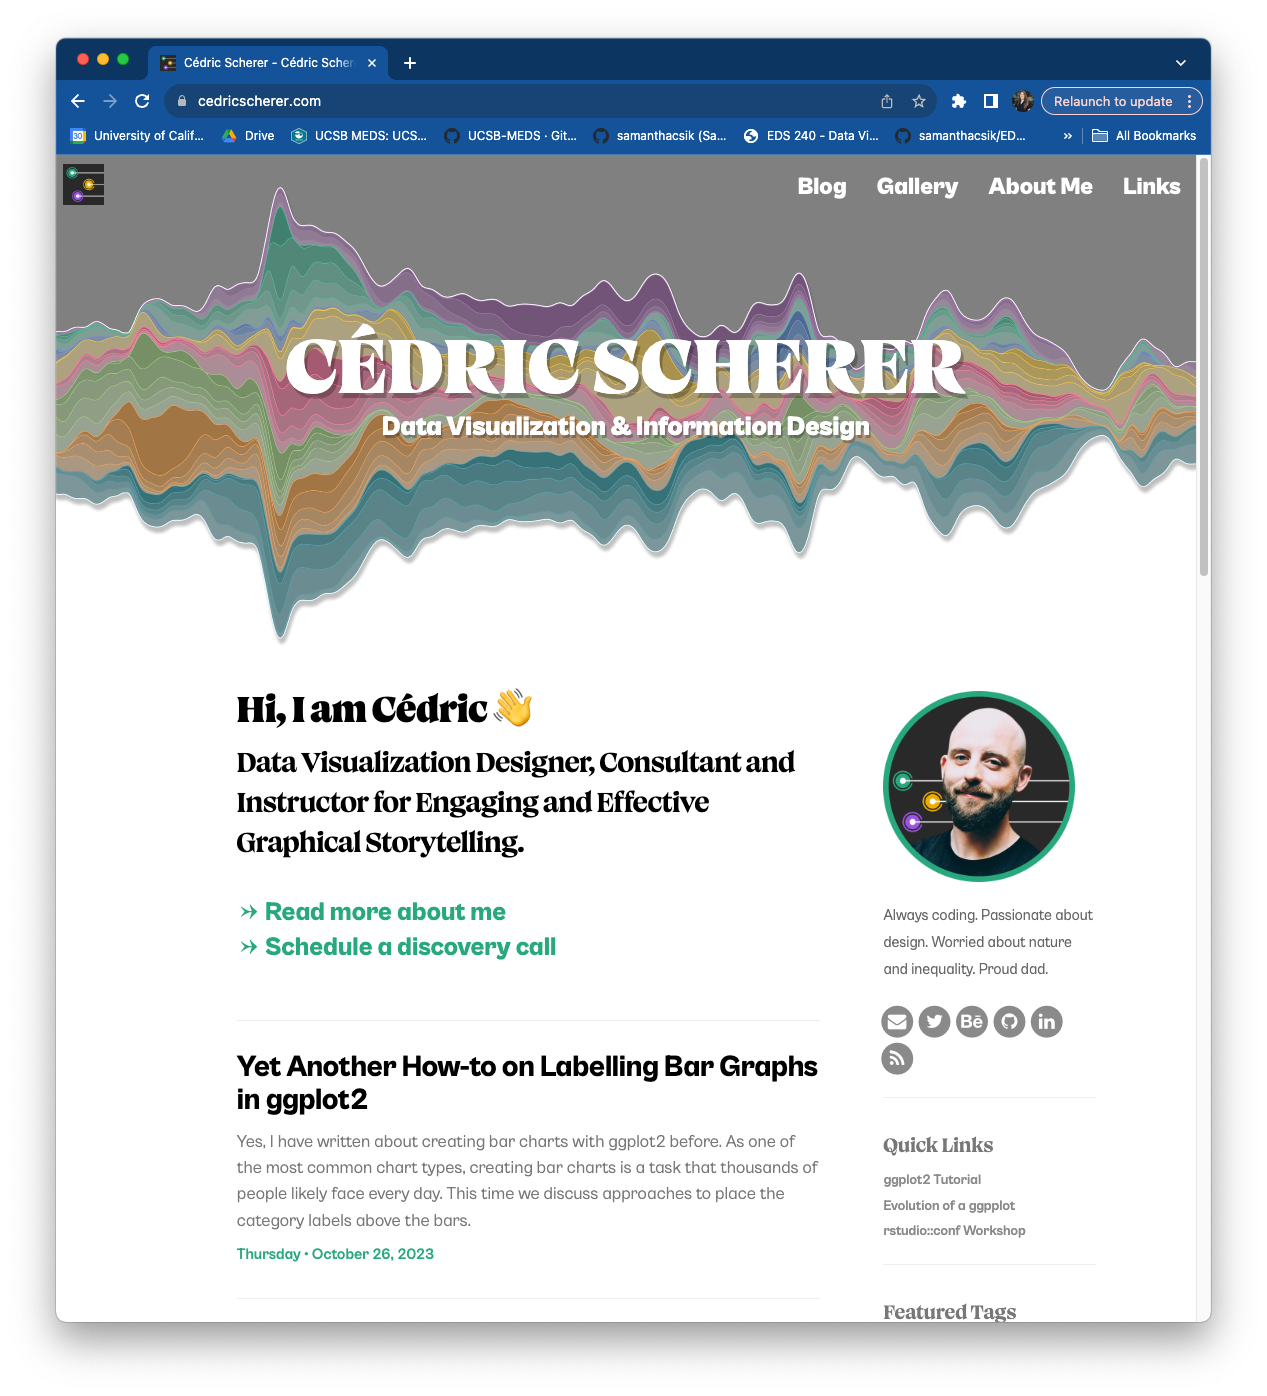 Cédric Scherer - Cédric Scher
cedricscherer.com
Relaunch to update
30
University of Calif...
Drive
UCSB MEDS: UCS...
UCSB-MEDS · Git...
samanthacsik (Sa...
EDS 240 - Data Vi...
samanthacsik/ED...
»
All Bookmarks
Blog
Gallery
About Me
Links
CÉDRIC SCHERER
Data Visualization & Information Design
Hi, I am Cédric 👋
Data Visualization Designer, Consultant and
Instructor for Engaging and Effective
Graphical Storytelling.
Read more about me
Schedule a discovery call
Yet Another How-to on Labelling Bar Graphs
in ggplot2
Yes, I have written about creating bar charts with ggplot2 before. As one of
the most common chart types, creating bar charts is a task that thousands of
people likely face every day. This time we discuss approaches to place the
category labels above the bars.
Thursday • October 26, 2023
Always coding. Passionate about
design. Worried about nature
and inequality. Proud dad.
Bē
in
Quick Links
ggplot2 Tutorial
Evolution of a ggpplot
rstudio::conf Workshop
Featured Tags